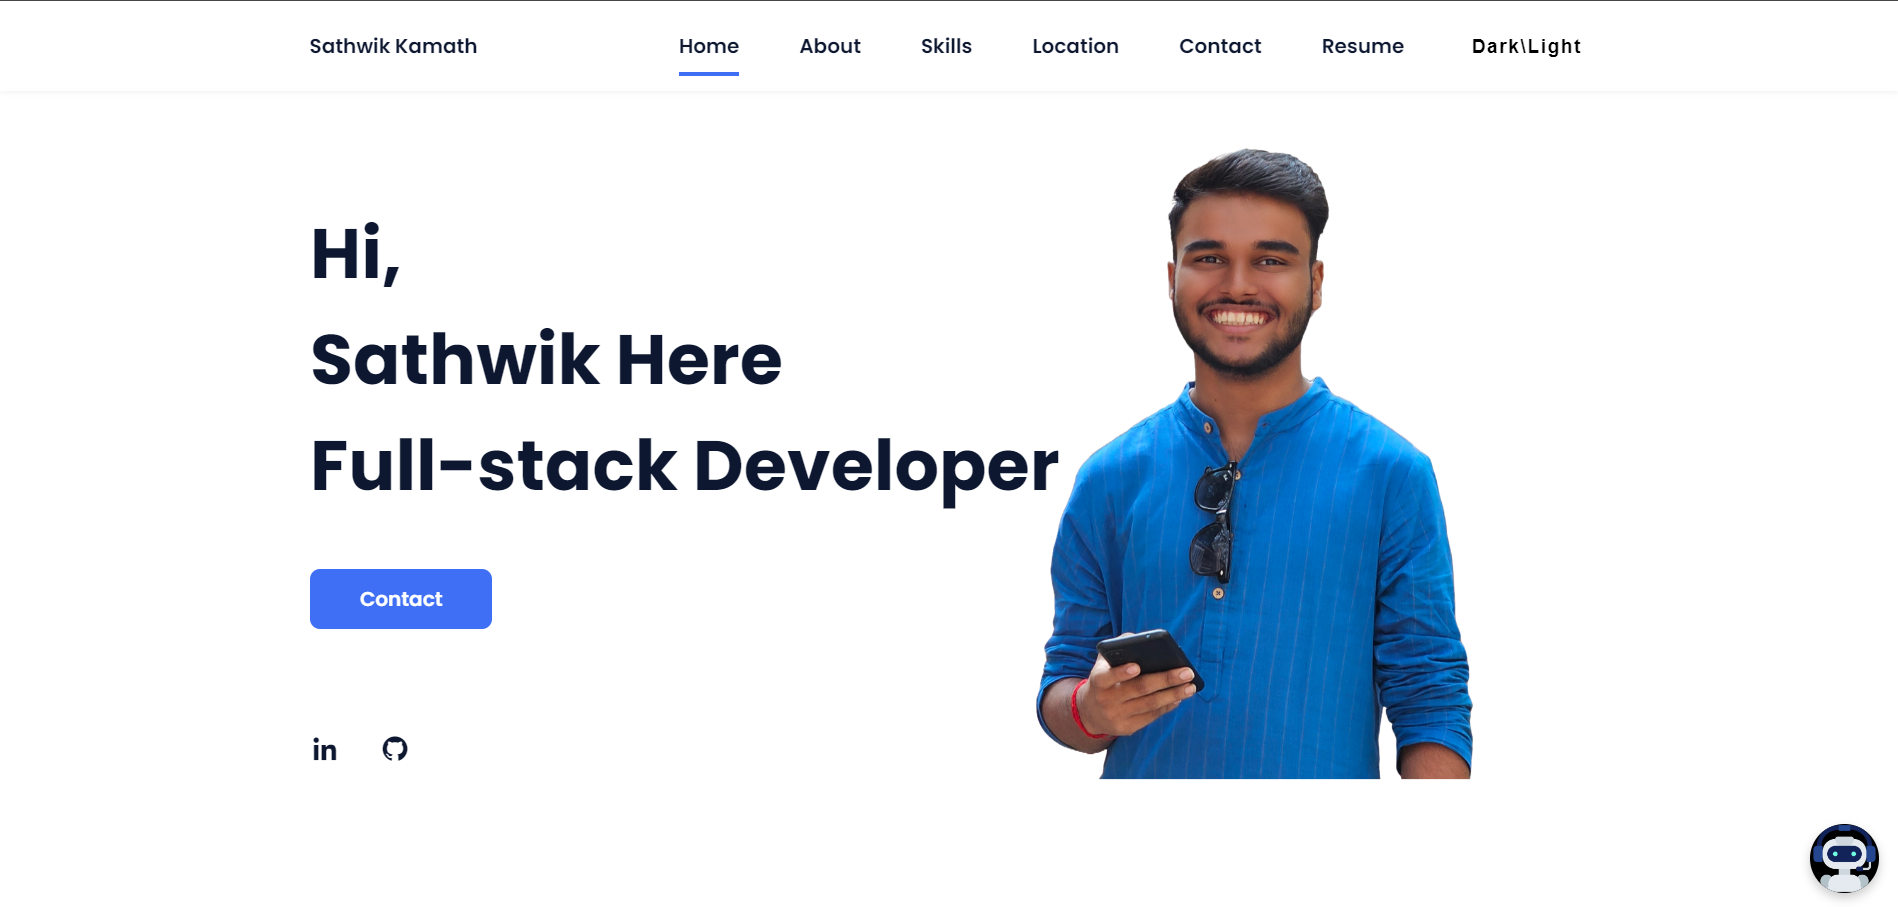 Sathwik Kamath
Home
About
Skills
Location
Contact
Resume
Dark\Light
Hi,
Sathwik Here
Full-stack Developer
Contact
in